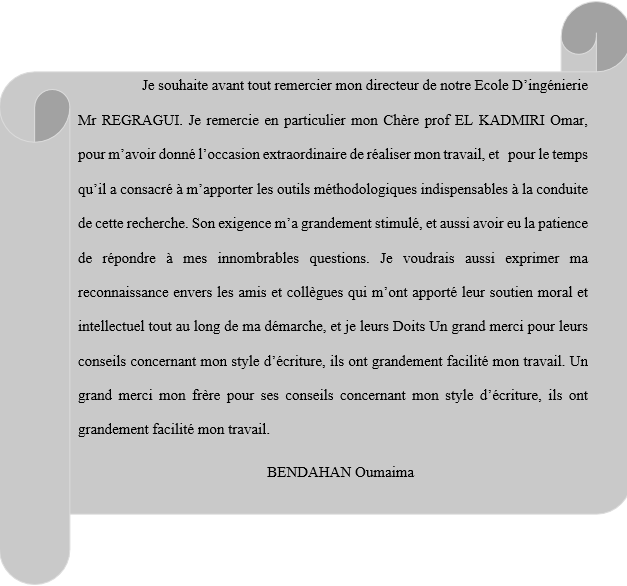 Je souhaite avant tout remercier mon directeur de notre Ecole D’ingénierie
Mr REGRAGUI. Je remercie en particulier mon Chère prof EL KADMIRI Omar,
pour m’avoir donné l’occasion extraordinaire de réaliser mon travail, et pour le temps
qu’il a consacré à m’apporter les outils méthodologiques indispensables à la conduite
de cette recherche. Son exigence m’a grandement stimulé, et aussi avoir eu la patience
de répondre à mes innombrables questions. Je voudrais aussi exprimer ma
reconnaissance envers les amis et collègues qui m’ont apporté leur soutien moral et
intellectuel tout au long de ma démarche, et je leurs Doits Un grand merci pour leurs
conseils concernant mon style d’écriture, ils ont grandement facilité mon travail. Un
grand merci mon frère pour ses conseils concernant mon style d’écriture, ils ont
grandement facilité mon travail.
BENDAHAN Oumaima